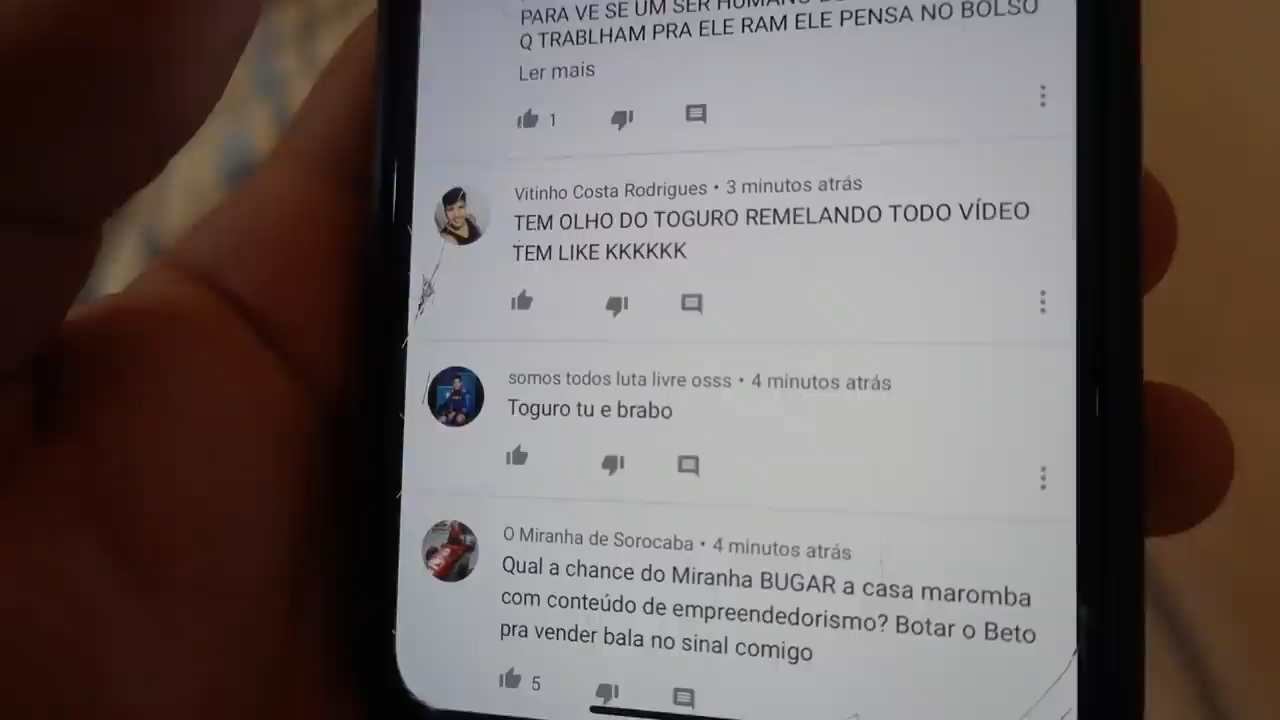 PARA VE SE UM SER HUMANO
Q TRABLHAM PRA ELE RAM ELE PENSA NO BOLSO
Ler mais
1
Vitinho Costa Rodrigues • 3 minutos atrás
TEM OLHO DO TOGURO REMELANDO TODO VÍDEO
TEM LIKE KKKKKK
somos todos luta livre osss • 4 minutos atrás
Toguro tu e brabo
O Miranha de Sorocaba • 4 minutos atrás
Qual a chance do Miranha BUGAR a casa maromba
com conteúdo de empreendedorismo? Botar o Beto
pra vender bala no sinal comigo
5